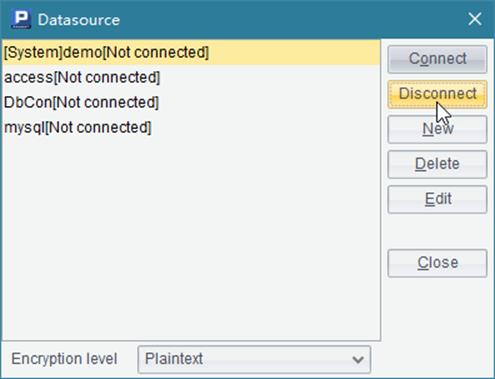 Datasource
[System]demo[Not connected]
access[Not connected]
DbCon[Not connected]
mysql[Not connected]
Connect
Disconnect
New
Delete
Edit
Close
Encryption level
Plaintext